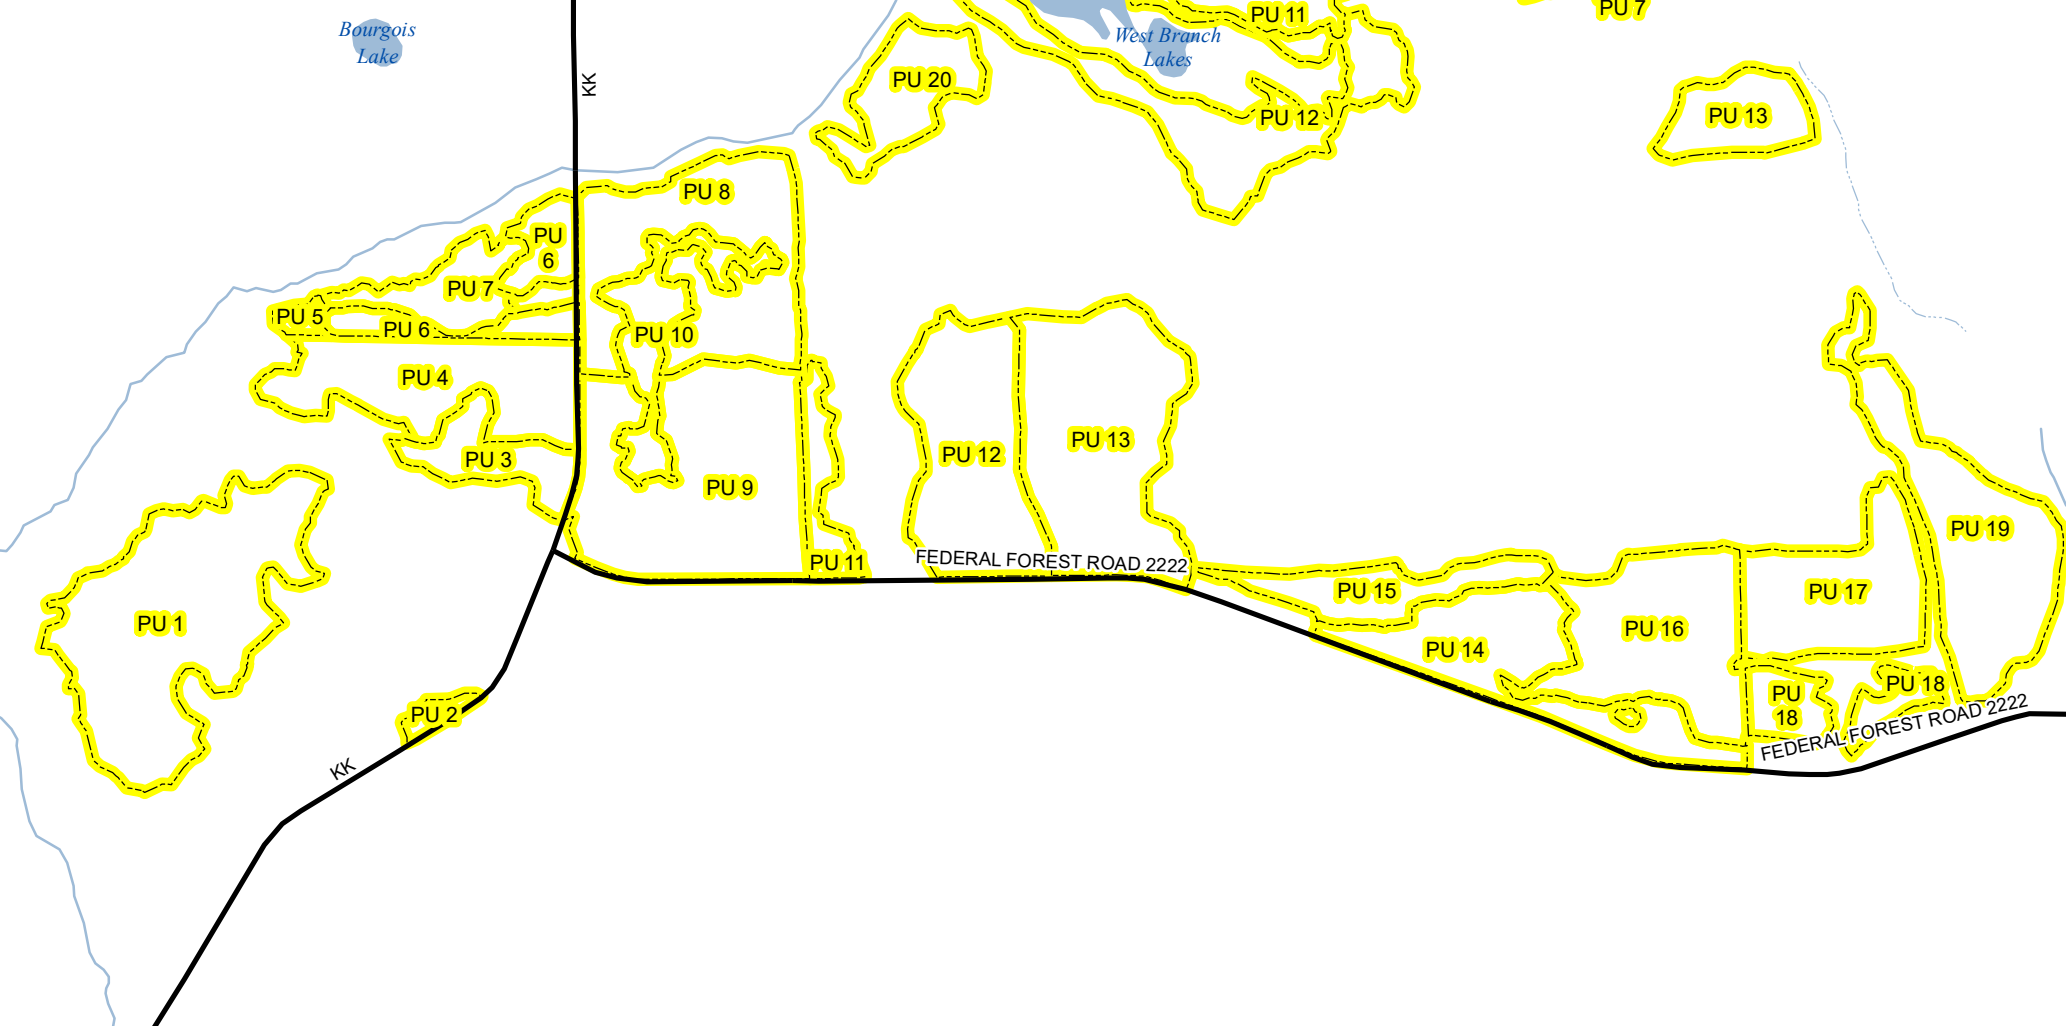 PU 7
PU 11
Bourgois
Lake
West Branch
Lakes
KK
PU 20
PU 12
PU 13
PU 8
PU
6
PU 7
PU 5
PU 6
PU 10
PU 4
PU 12
PU 13
PU 3
PU 9
PU 19
PU 11
FEDERAL FOREST ROAD 2222
PU 15
PU 17
PU 1
PU 16
PU 14
PU
18
PU 18
PU 2
FEDERAL FOREST ROAD 2222
KK